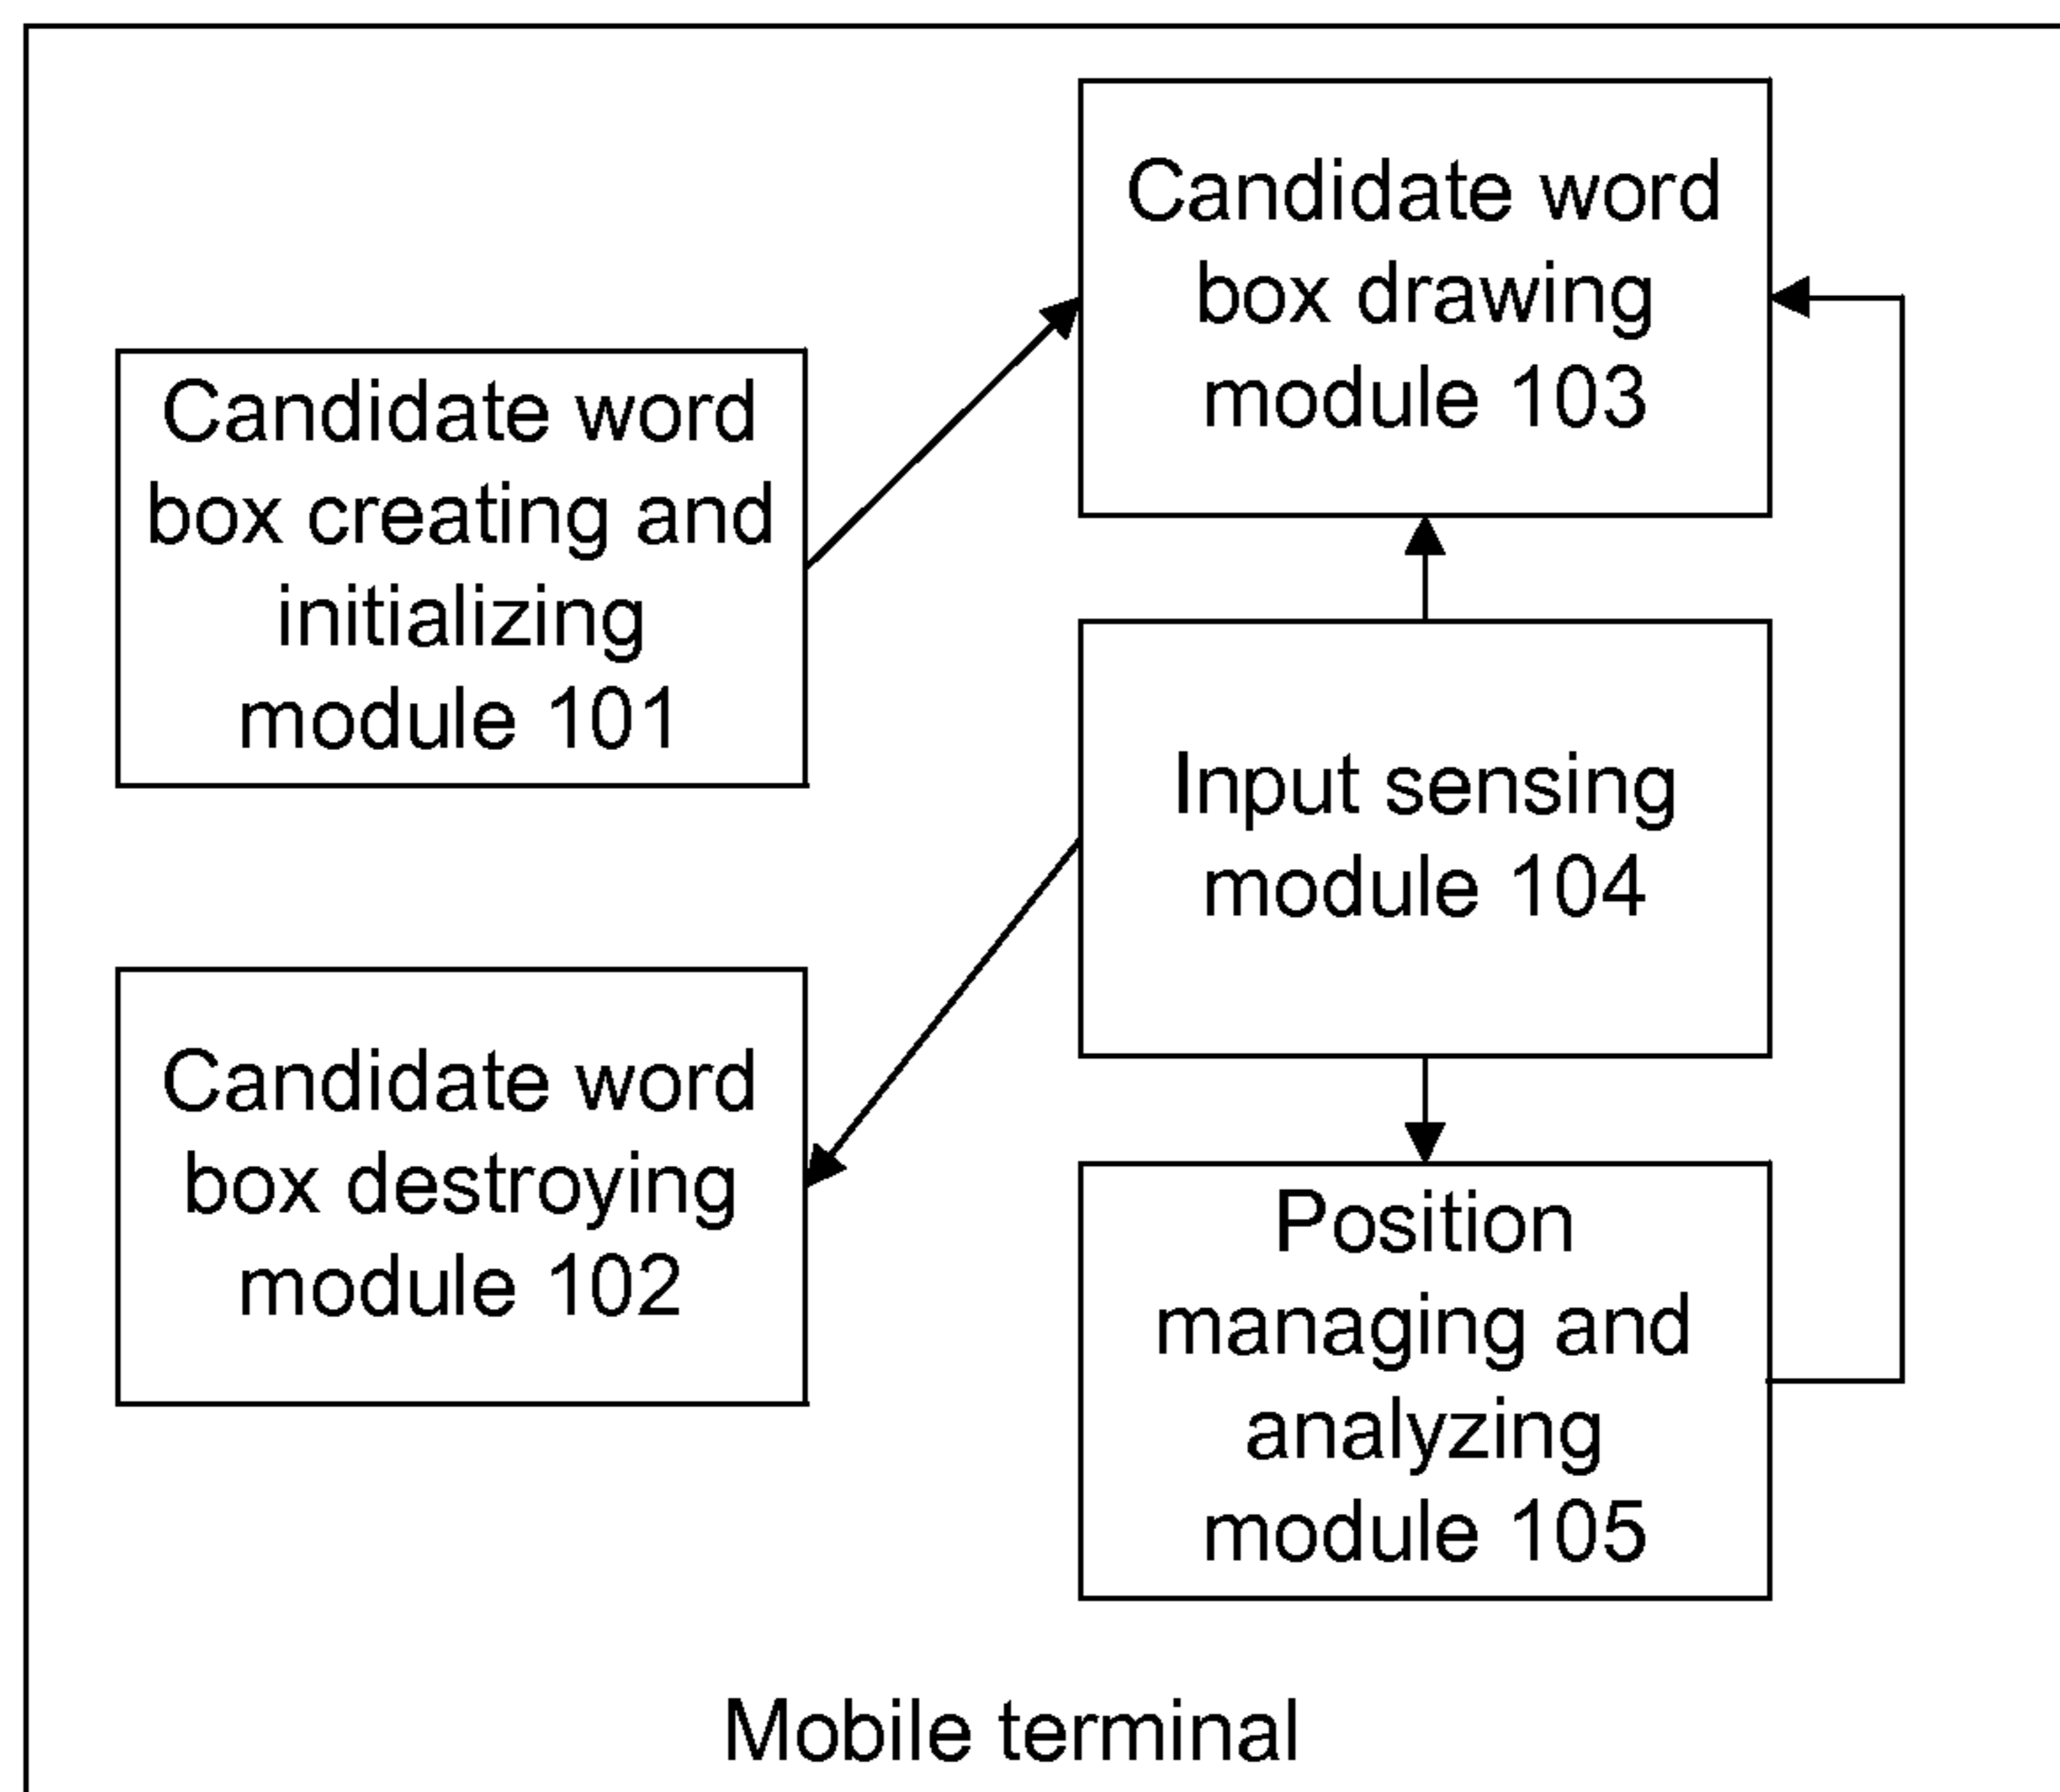 Candidate word
box drawing
module 103
Candidate word
box creating and
initializing
module 101
Input sensing
module 104
Candidate word
box destroying
module 102
Position
managing and
analyzing
module 105
Mobile terminal